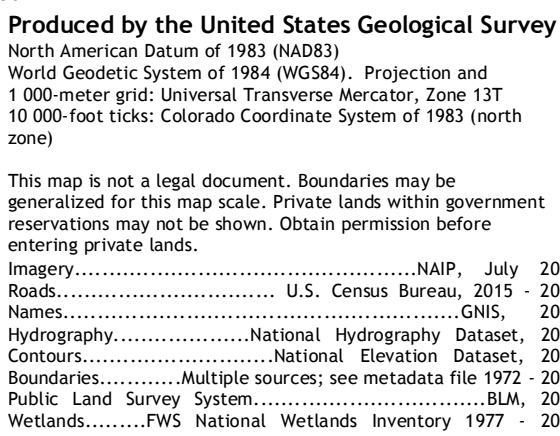 Produced by the United States Geological Survey
North American Datum of 1983 (NAD83)
World Geodetic System of 1984 (WGS84). Projection and
1 000-meter grid: Universal Transverse Mercator, Zone 13T
10 000-foot ticks: Colorado Coordinate System of 1983 (north
zone)
This map is not a legal document. Boundaries may be
generalized for this map scale. Private lands within government
reservations may not be shown. Obtain permission before
entering private lands.
Imagery..............................................NAIP, July 20
Roads............................. U.S. Census Bureau, 2015 - 20
Names......................................................GNIS, 20
Hydrography...................National Hydrography Dataset, 20
Contours...........................National Elevation Dataset, 20
Boundaries...........Multiple sources; see metadata file 1972 - 20
Public Land Survey System................................BLM, 20
Wetlands.........FWS National Wetlands Inventory 1977 - 20